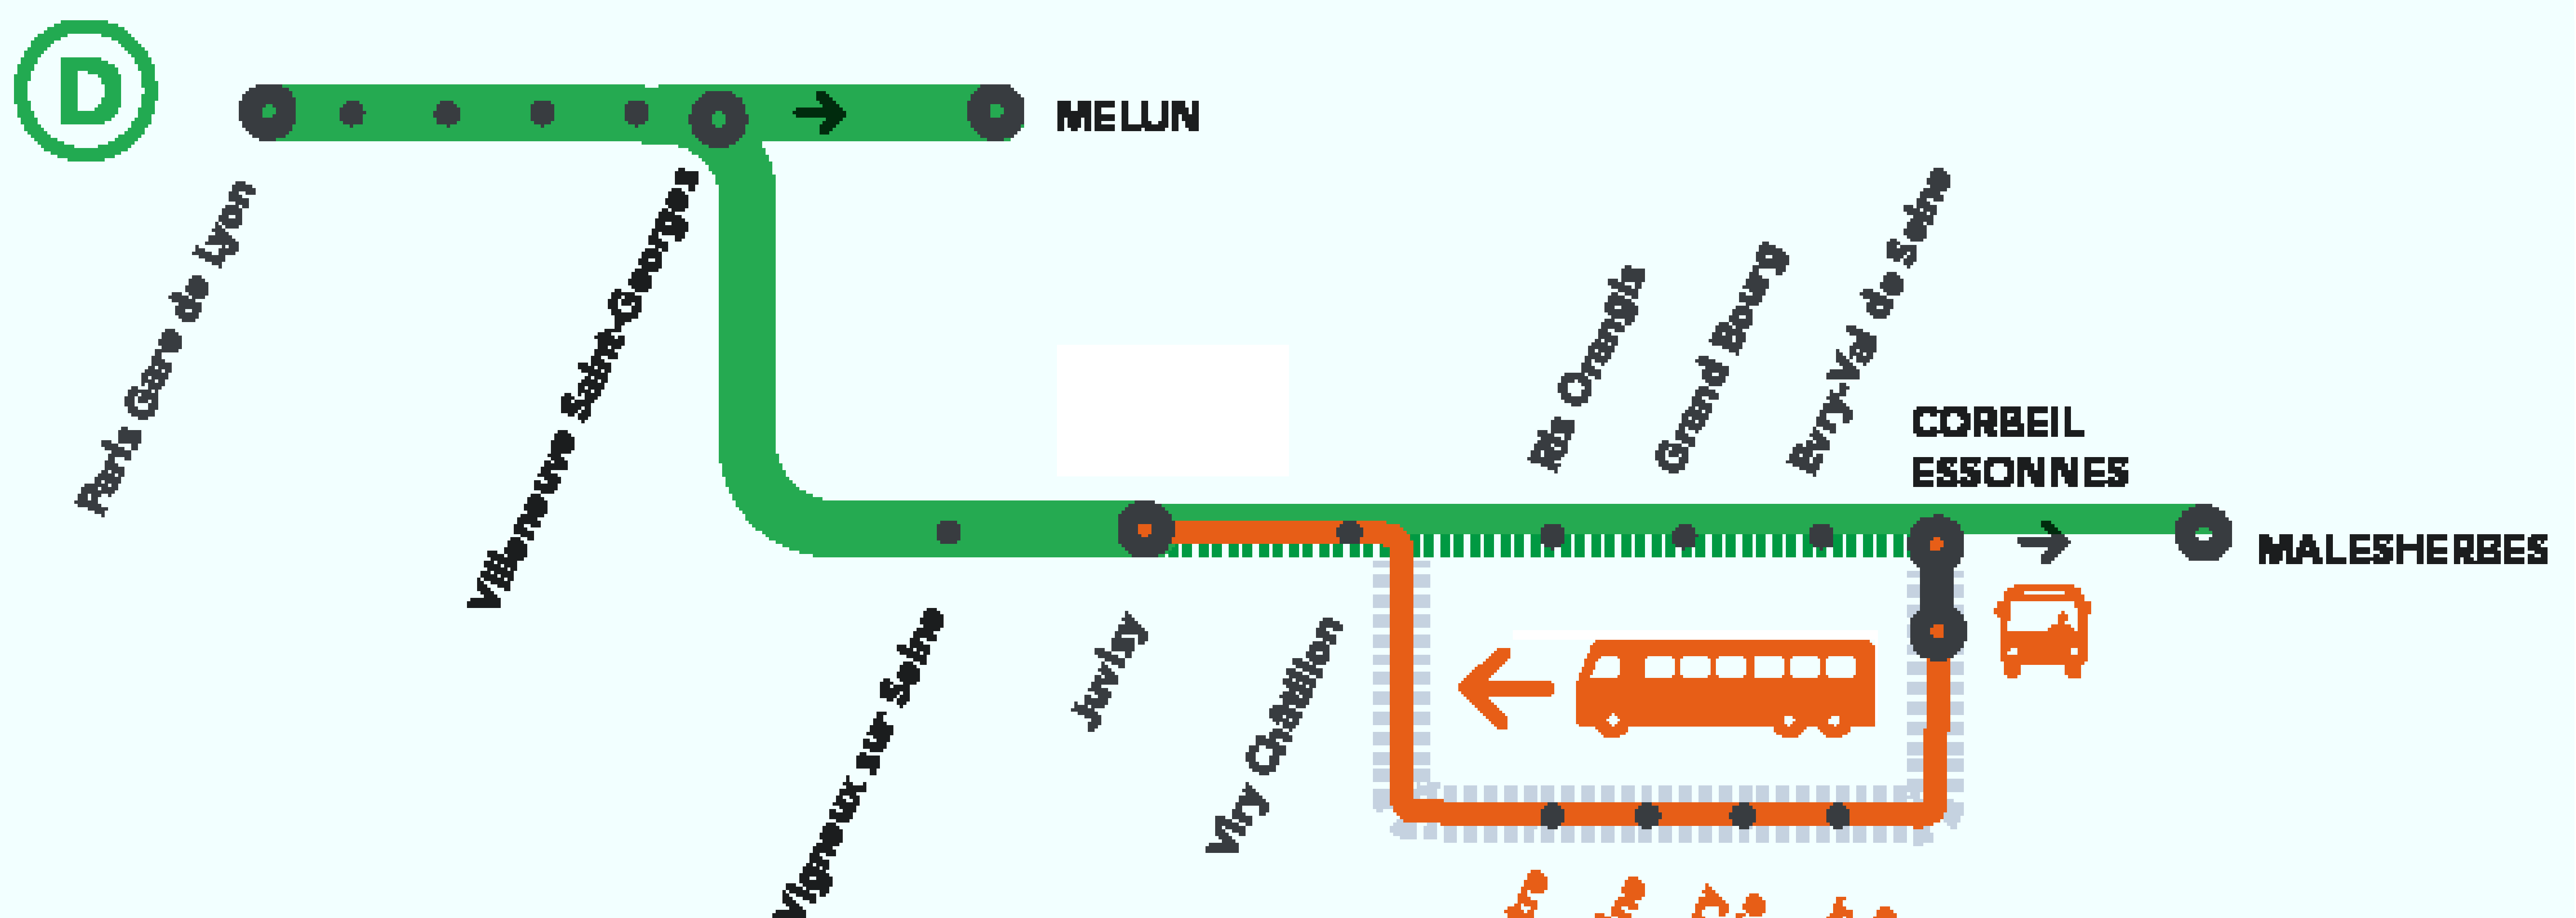 D
MELUN
Paris Gare de Lyon
Villeneuve Saint-Georges
Vigneux sur Seine
Juvisy
Viry Châtillon
Ris Orangis
Grand Bourg
Evry-Val de Seine
CORBEIL
ESSONNES
MALESHERBES